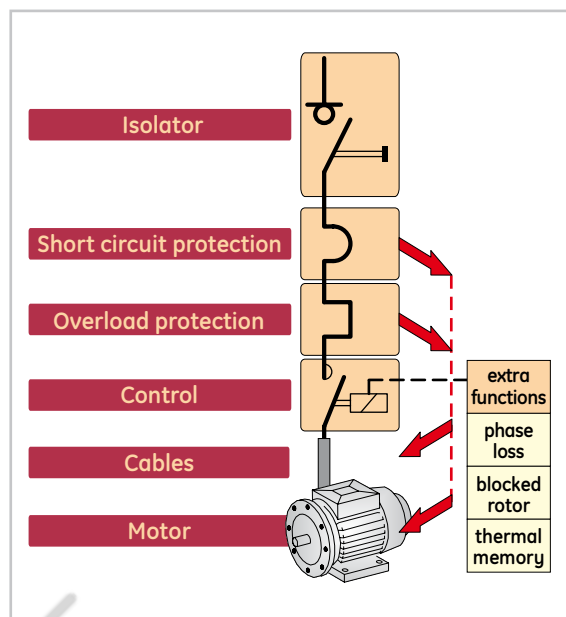 Isolator
Short circuit protection
Overload protection
Control
extra
functions
phase
loss
Cables
blocked
rotor
Motor
thermal
memory